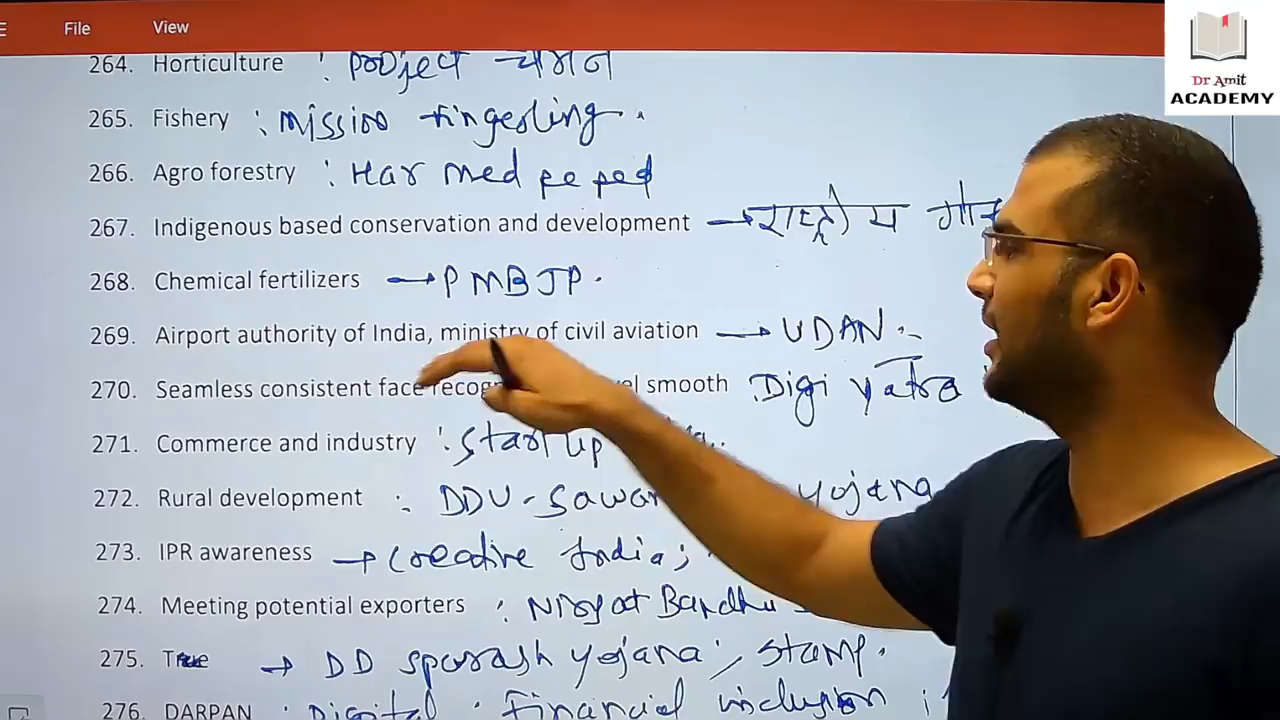 File View
Dr Amit
ACADEMY
264. Horticulture : project चमन
265. Fishery : mission fingerling.
266. Agro forestry : Har med pe ped
267. Indigenous based conservation and development → राष्ट्रीय
268. Chemical fertilizers → PMBJP.
269. Airport authority of India, ministry of civil aviation → UDAN
270. Seamless consistent face smooth Digi yatra
271. Commerce and industry : Start up
272. Rural development : DDU- yojana
273. IPR awareness → Creative India;
274. Meeting potential exporters : Niryat Bandhu
275. → DD sparash yojana; stamp.
276. DARPAN : Digital. Financial inclusion